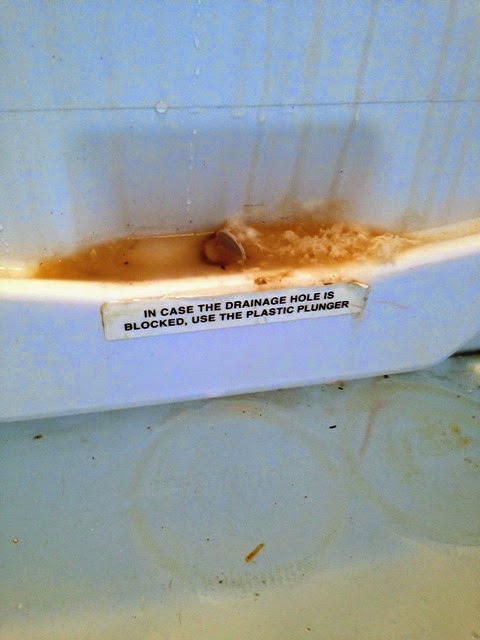 IN CASE THE DRAINAGE HOLE IS
BLOCKED, USE THE PLASTIC PLUNGER